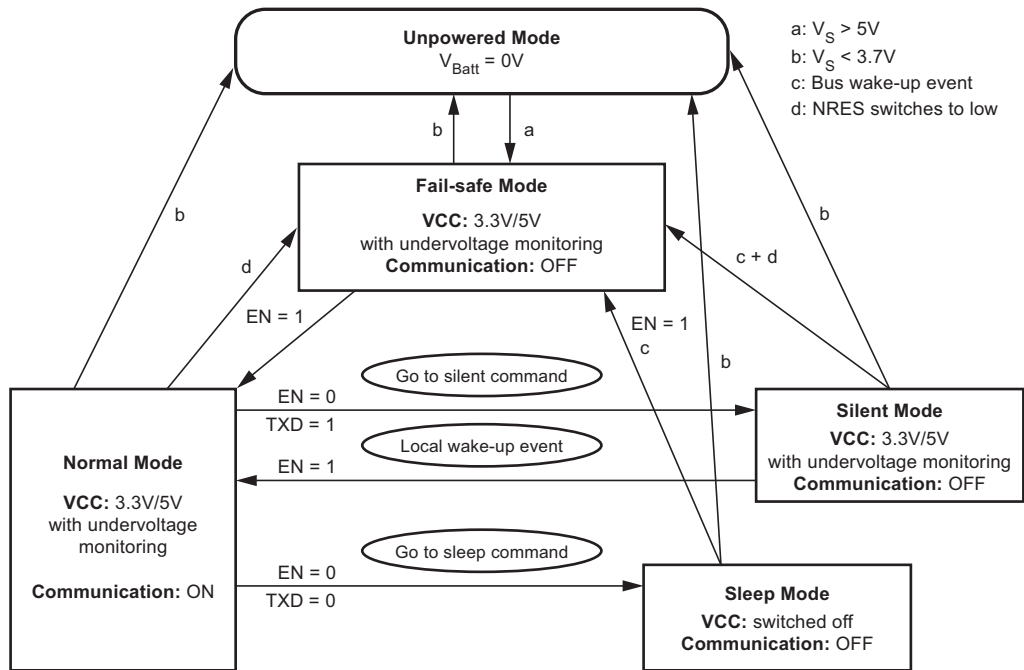 Unpowered Mode
V_Batt = 0V
a: V_S > 5V
b: V_S < 3.7V
c: Bus wake-up event
d: NRES switches to low
b
a
Fail-safe Mode
VCC: 3.3V/5V
with undervoltage monitoring
Communication: OFF
b
b
c + d
d
EN = 1
EN = 1
c
b
Go to silent command
EN = 0
TXD = 1
Local wake-up event
EN = 1
Silent Mode
VCC: 3.3V/5V
with undervoltage monitoring
Communication: OFF
Normal Mode
VCC: 3.3V/5V
with undervoltage
monitoring
Communication: ON
Go to sleep command
EN = 0
TXD = 0
Sleep Mode
VCC: switched off
Communication: OFF